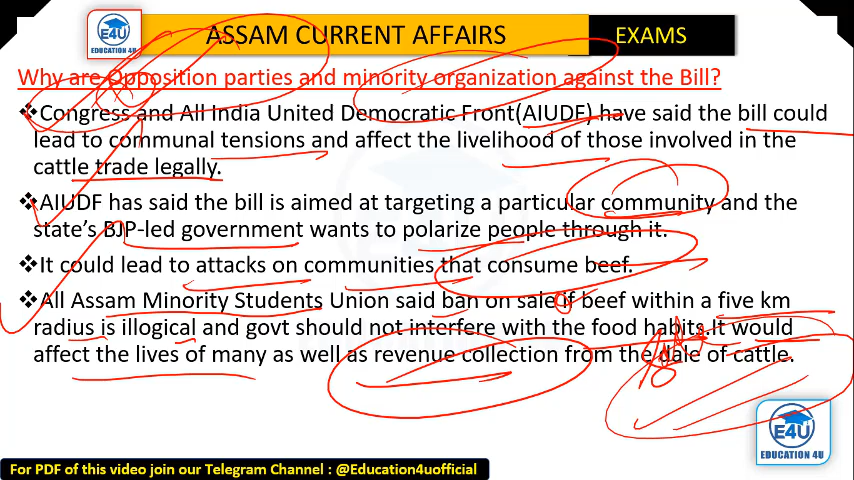 E4U
EDUCATION 4U
ASSAM CURRENT AFFAIRS
EXAMS
Why are Opposition parties and minority organization against the Bill?
❖Congress and All India United Democratic Front(AIUDF) have said the bill could
lead to communal tensions and affect the livelihood of those involved in the
cattle trade legally.
❖AIUDF has said the bill is aimed at targeting a particular community and the
state's BJP-led government wants to polarize people through it.
❖It could lead to attacks on communities that consume beef.
❖All Assam Minority Students Union said ban on sale if beef within a five km
radius is illogical and govt should not interfere with the food habits.It would
affect the lives of many as well as revenue collection from the dale of cattle.
E4U
EDUCATION 4U
For PDF of this video join our Telegram Channel : @Education4uofficial